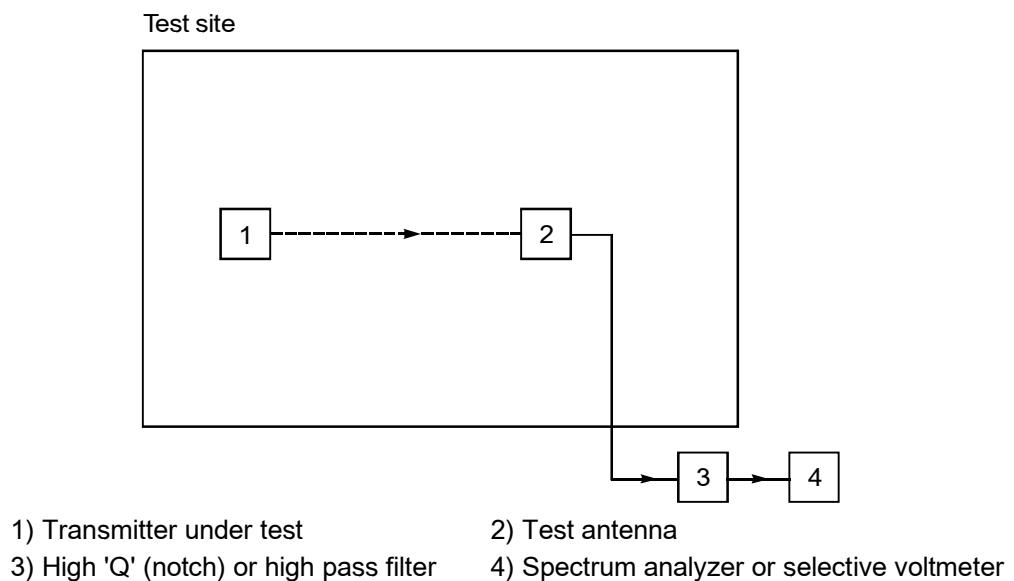 Test site
1
2
3
4
1) Transmitter under test 2) Test antenna
3) High 'Q' (notch) or high pass filter 4) Spectrum analyzer or selective voltmeter